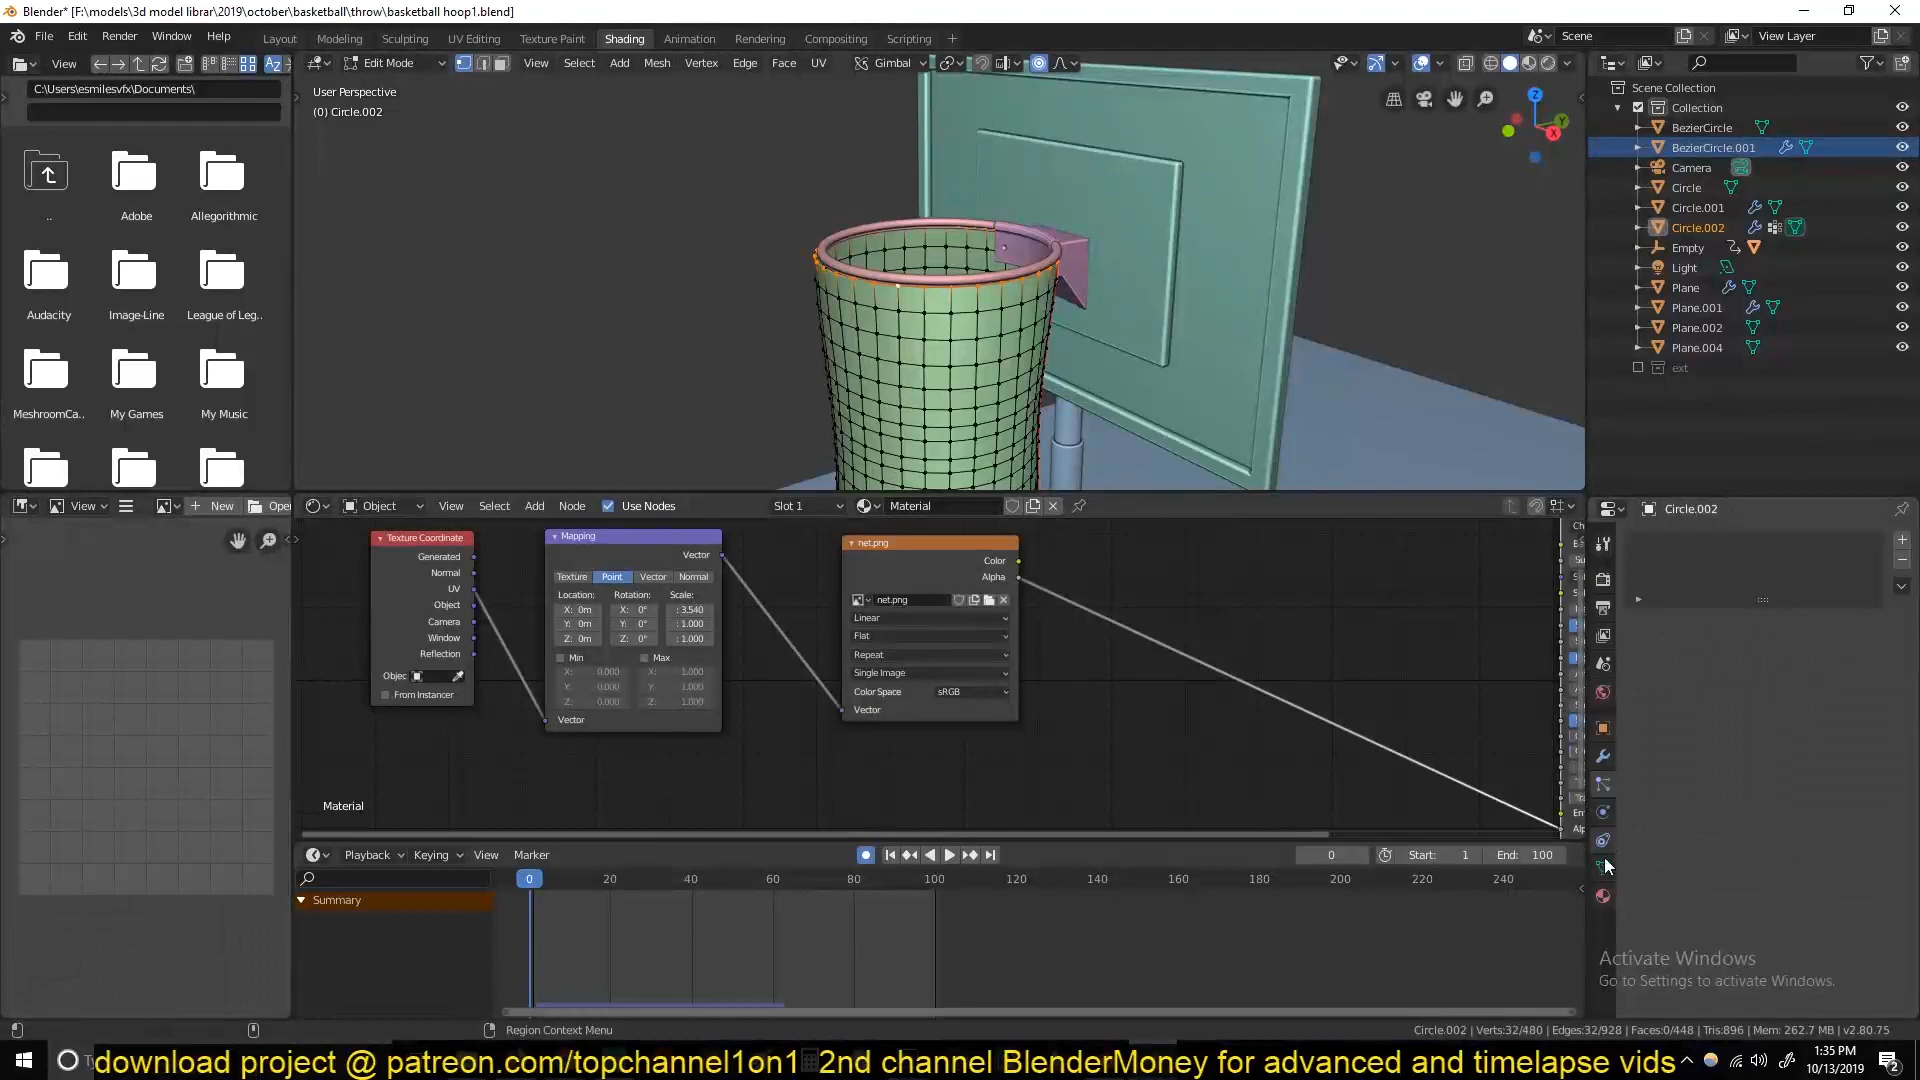 Blender* [F:\models\3d model librar\2019\october\basketball\throw\basketball hoop1.blend]
File Edit Render Window Help
Layout Modeling Sculpting UV Editing Texture Paint Shading Animation Rendering Compositing Scripting
Scene View Layer
View
Edit Mode View Select Add Mesh Vertex Edge Face UV Gimbal
C:\Users\esmilesvfx\Documents\
User Perspective
(0) Circle.002
Z Y X
Scene Collection
Collection
BezierCircle
BezierCircle.001
Camera
Circle
Circle.001
Circle.002
Empty
Light
Plane
Plane.001
Plane.002
Plane.004
ext
.. Adobe Allegorithmic
Audacity Image-Line League of Leg..
MeshroomCa.. My Games My Music
View New Oper
Object View Select Add Node Use Nodes Slot 1 Material
Circle.002
Texture Coordinate
Generated
Normal
UV
Object
Camera
Window
Reflection
Objec
From Instancer
Mapping
Vector
Texture Point Vector Normal
Location: Rotation: Scale:
X: 0m X: 0° : 3.540
Y: 0m Y: 0° : 1.000
Z: 0m Z: 0° : 1.000
Min Max
X: 0.000 X: 1.000
Y: 0.000 Y: 1.000
Z: 0.000 Z: 1.000
Vector
net.png
Color
Alpha
net.png
Linear
Flat
Repeat
Single Image
Color Space sRGB
Vector
Material
Playback Keying View Marker 0 Start: 1 End: 100
0 20 40 60 80 100 120 140 160 180 200 220 240
Summary
Activate Windows
Go to Settings to activate Windows.
Region Context Menu
Circle.002 | Verts:32/480 | Edges:32/928 | Faces:0/448 | Tris:896 | Mem: 262.7 MB | v2.80.75
download project @ patreon.com/topchannel1on1 2nd channel BlenderMoney for advanced and timelapse vids
1:35 PM
10/13/2019
2